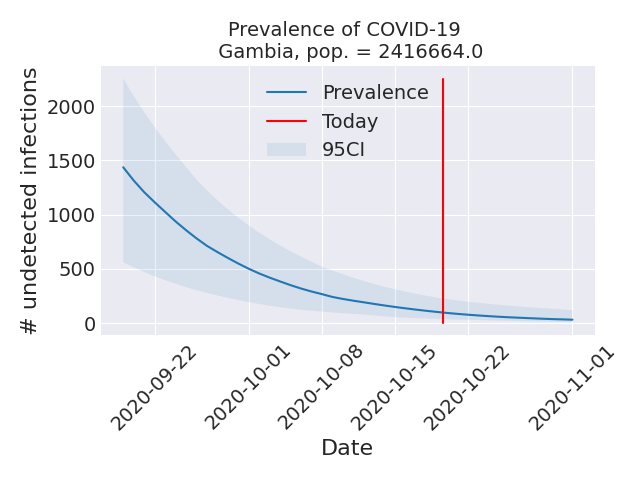 Prevalence of COVID-19
Gambia, pop. = 2416664.0
# undetected infections
2000
1500
1000
500
0
Prevalence
Today
95CI
2020-09-22
2020-10-01
2020-10-08
2020-10-15
2020-10-22
2020-11-01
Date